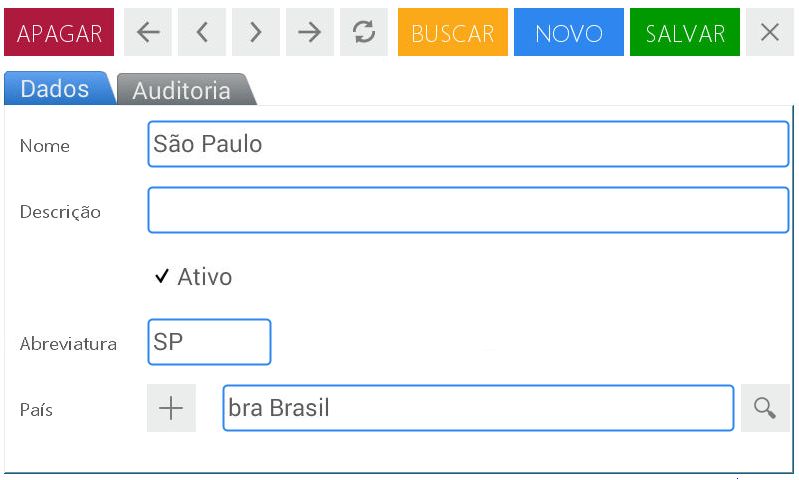 APAGAR BUSCAR NOVO SALVAR
Dados Auditoria
Nome São Paulo
Descrição
Ativo
Abreviatura SP
País bra Brasil